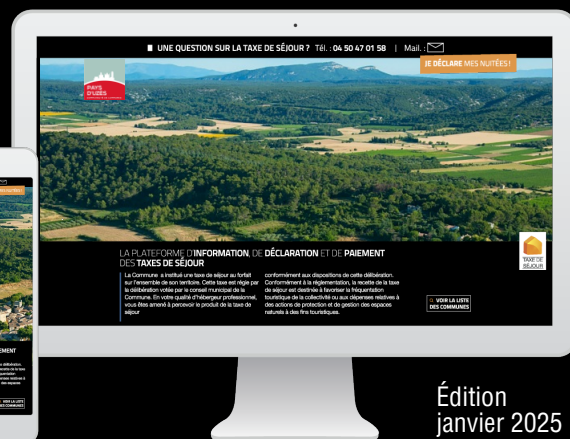 UNE QUESTION SUR LA TAXE DE SÉJOUR ? Tél. : 04 50 47 01 58 | Mail. :
JE DÉCLARE MES NUITÉES !
PAYS
D'UZÈS
LA PLATEFORME D'INFORMATION, DE DÉCLARATION ET DE PAIEMENT
DES TAXES DE SÉJOUR
La Commune a institué une taxe de séjour au forfait
sur l'ensemble de son territoire. Cette taxe est régie par
la délibération votée par le conseil municipal de la
Commune. En votre qualité d'hébergeur professionnel,
vous êtes amené à percevoir le produit de la taxe de
séjour
conformément aux dispositions de cette délibération.
Conformément à la réglementation, la recette de la taxe
de séjour est destinée à favoriser la fréquentation
touristique de la collectivité ou aux dépenses relatives à
des actions de protection et de gestion des espaces
naturels à des fins touristiques.
TAXE DE
SÉJOUR
VOIR LA LISTE
DES COMMUNES
EMENT
VOIR LA LISTE
DES COMMUNES
Édition
janvier 2025